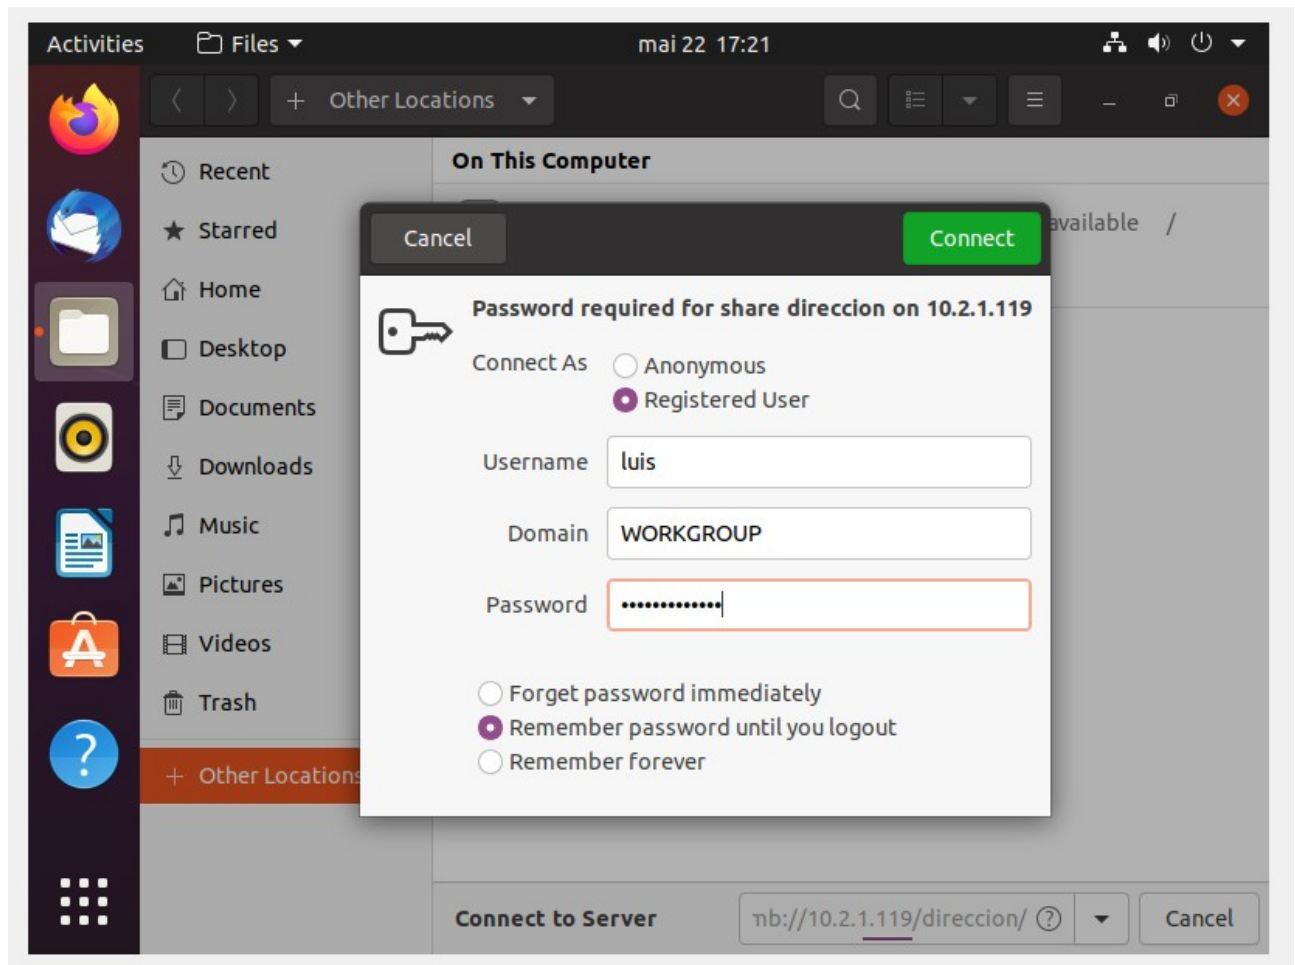 Activities Files mai 22 17:21
Other Locations
Recent
Starred
Home
Desktop
Documents
Downloads
Music
Pictures
Videos
Trash
Other Locations
On This Computer
available /
Cancel Connect
Password required for share direccion on 10.2.1.119
Connect As Anonymous
Registered User
Username luis
Domain WORKGROUP
Password •••••••••••••
Forget password immediately
Remember password until you logout
Remember forever
Connect to Server mb://10.2.1.119/direccion/ Cancel